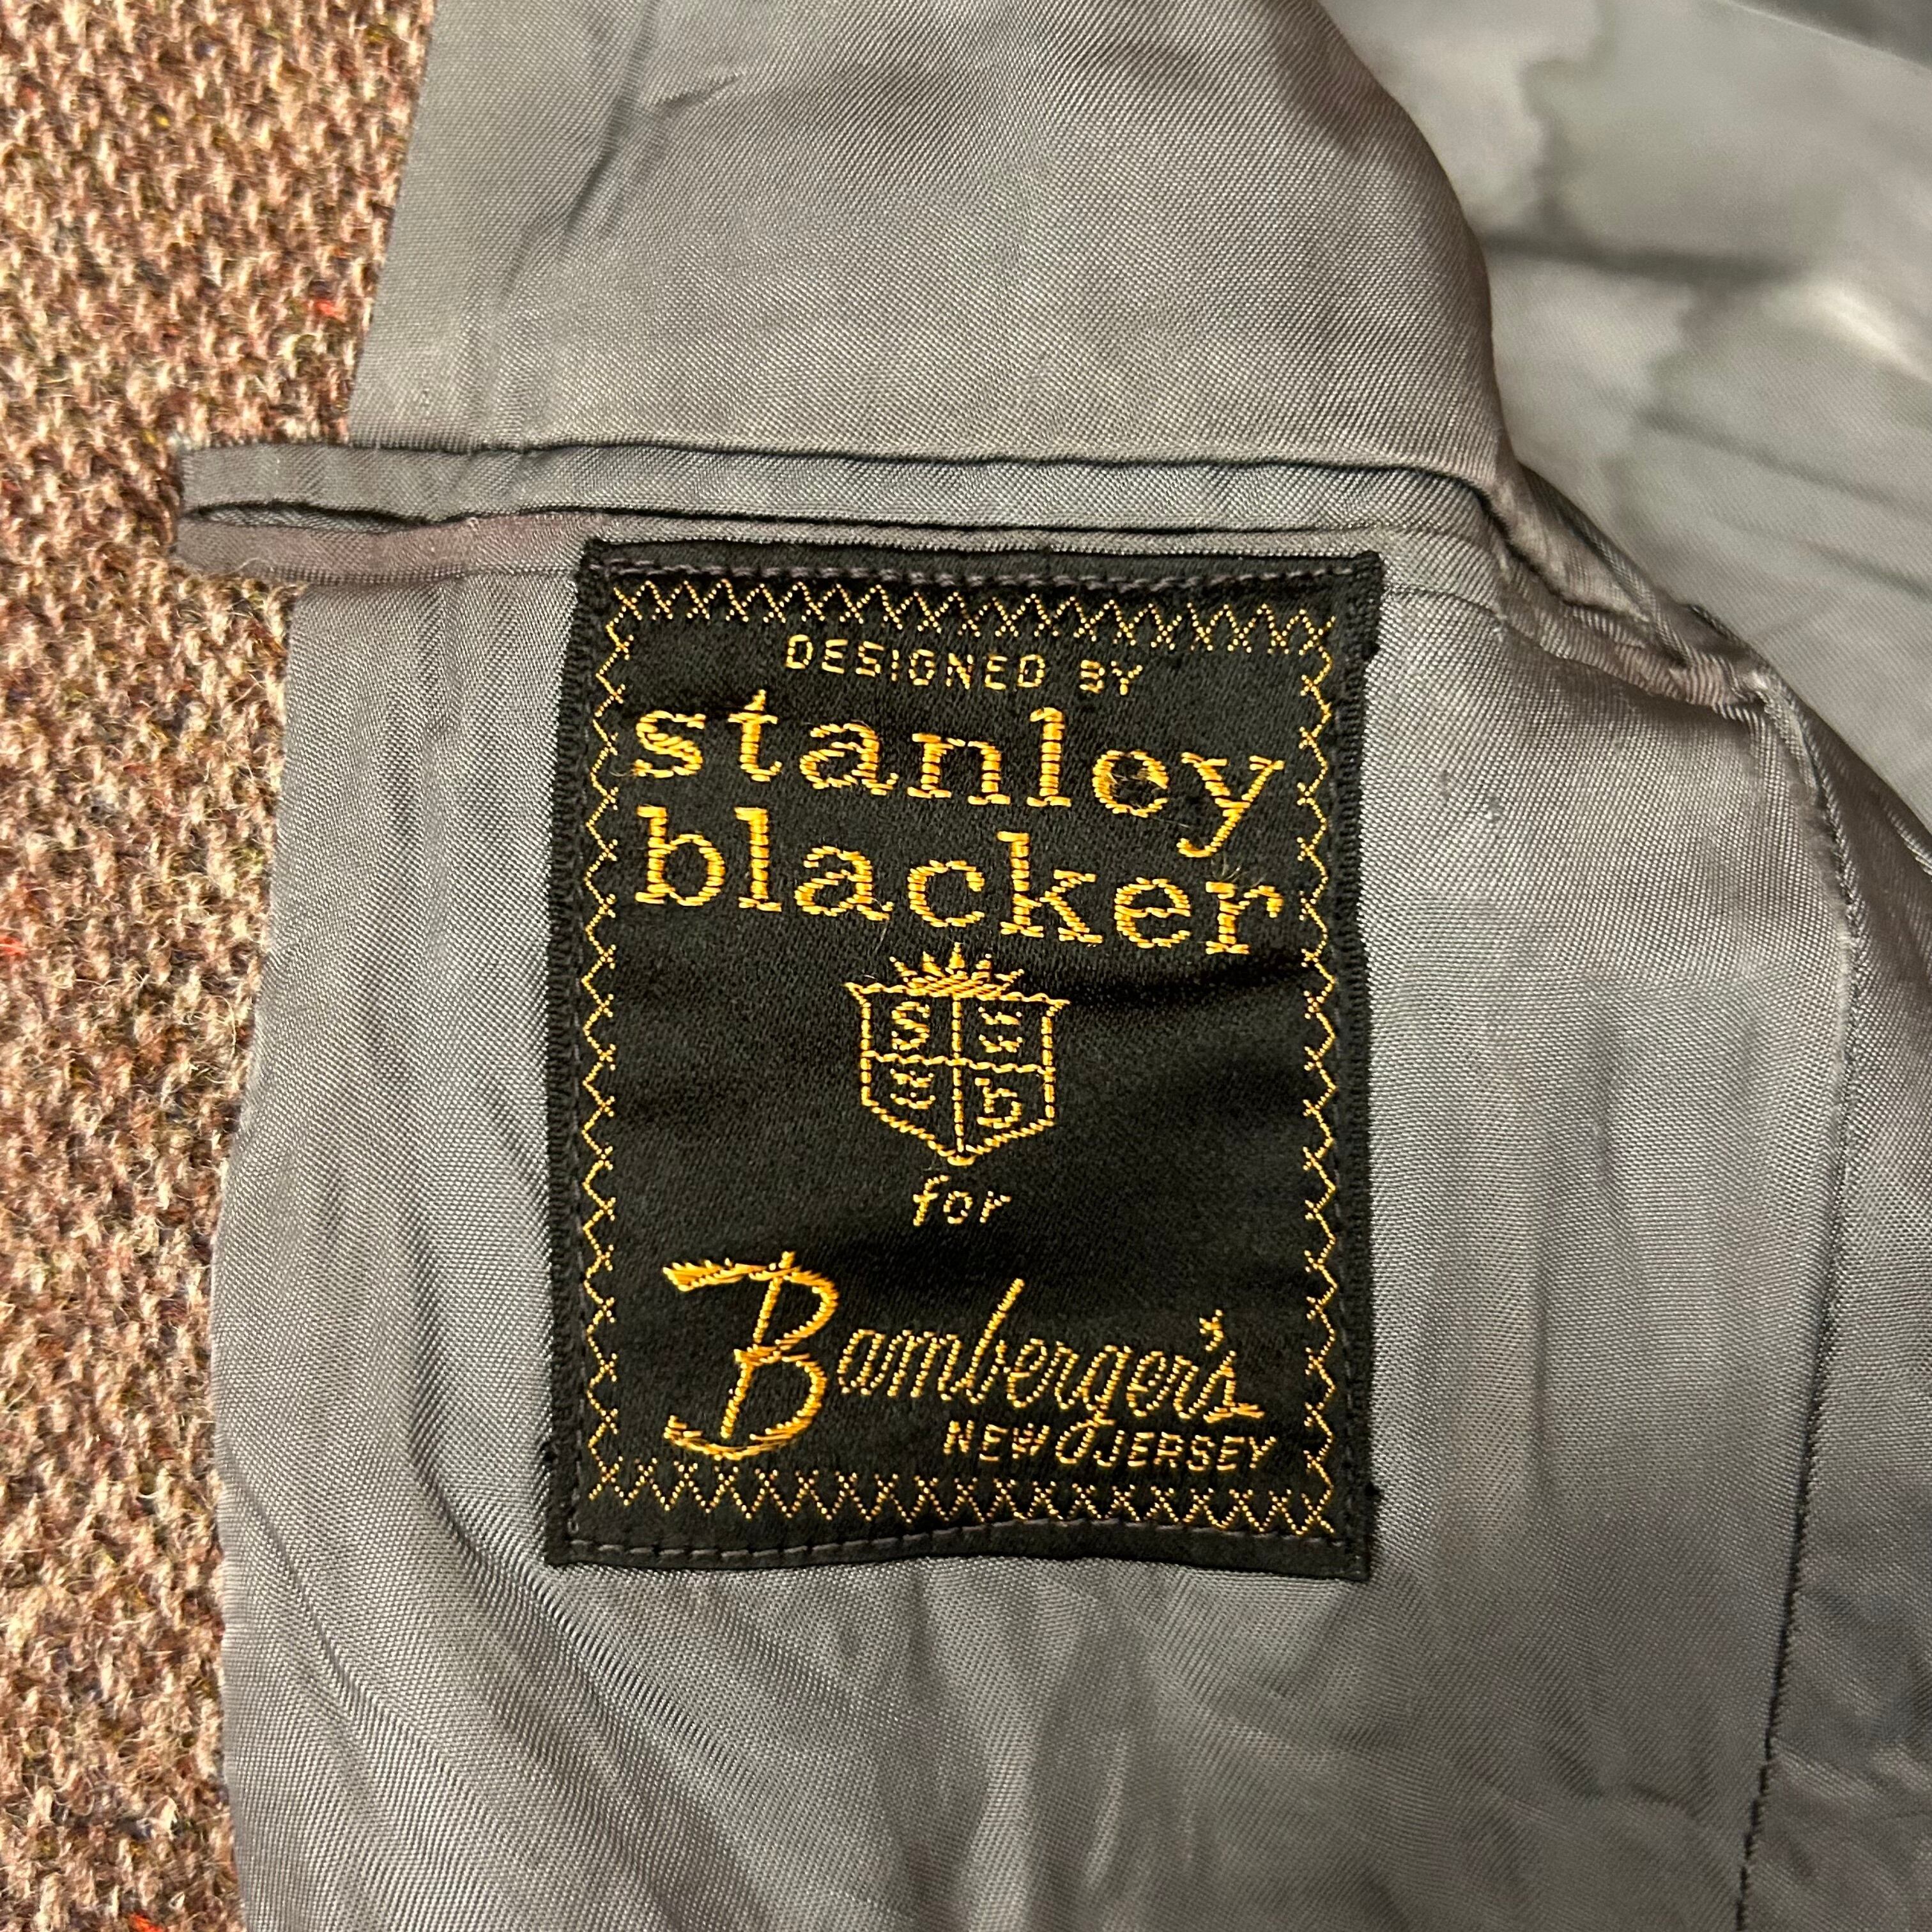 DESIGNED BY
stanley
blacker
S
b
for
Bamberger's
NEW JERSEY